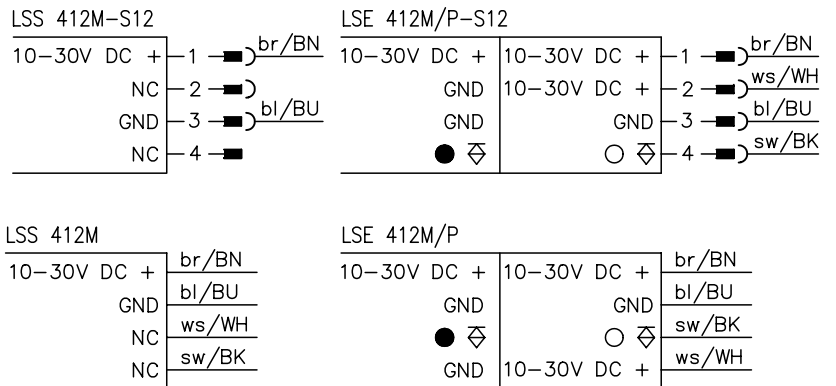 LSS 412M-S12
10-30V DC + 1 br/BN
NC 2
GND 3 bl/BU
NC 4
LSE 412M/P-S12
10-30V DC + 10-30V DC + 1 br/BN
GND 10-30V DC + 2 ws/WH
GND GND 3 bl/BU
4 sw/BK
LSS 412M
10-30V DC + br/BN
GND bl/BU
NC ws/WH
NC sw/BK
LSE 412M/P
10-30V DC + 10-30V DC + br/BN
GND GND bl/BU
sw/BK
GND 10-30V DC + ws/WH